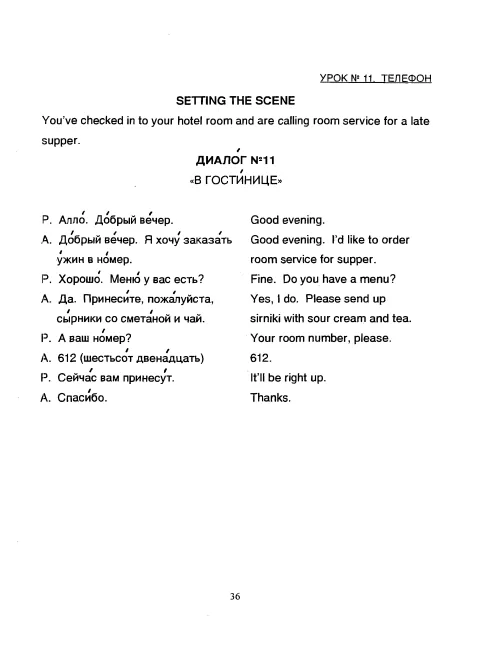 УРОК № 11. ТЕЛЕФОН
SETTING THE SCENE
You've checked in to your hotel room and are calling room service for a late
supper.
ДИАЛО́Г №11
«В ГОСТИ́НИЦЕ»
Р. Алло́. До́брый ве́чер. Good evening.
А. До́брый ве́чер. Я хочу́ заказа́ть Good evening. I'd like to order
у́жин в но́мер. room service for supper.
Р. Хорошо́. Меню́ у вас есть? Fine. Do you have a menu?
А. Да. Принеси́те, пожа́луйста, Yes, I do. Please send up
сы́рники со смета́ной и чай. sirniki with sour cream and tea.
Р. А ваш но́мер? Your room number, please.
А. 612 (шестьсо́т двена́дцать) 612.
Р. Сейча́с вам принесу́т. It'll be right up.
А. Спаси́бо. Thanks.
36